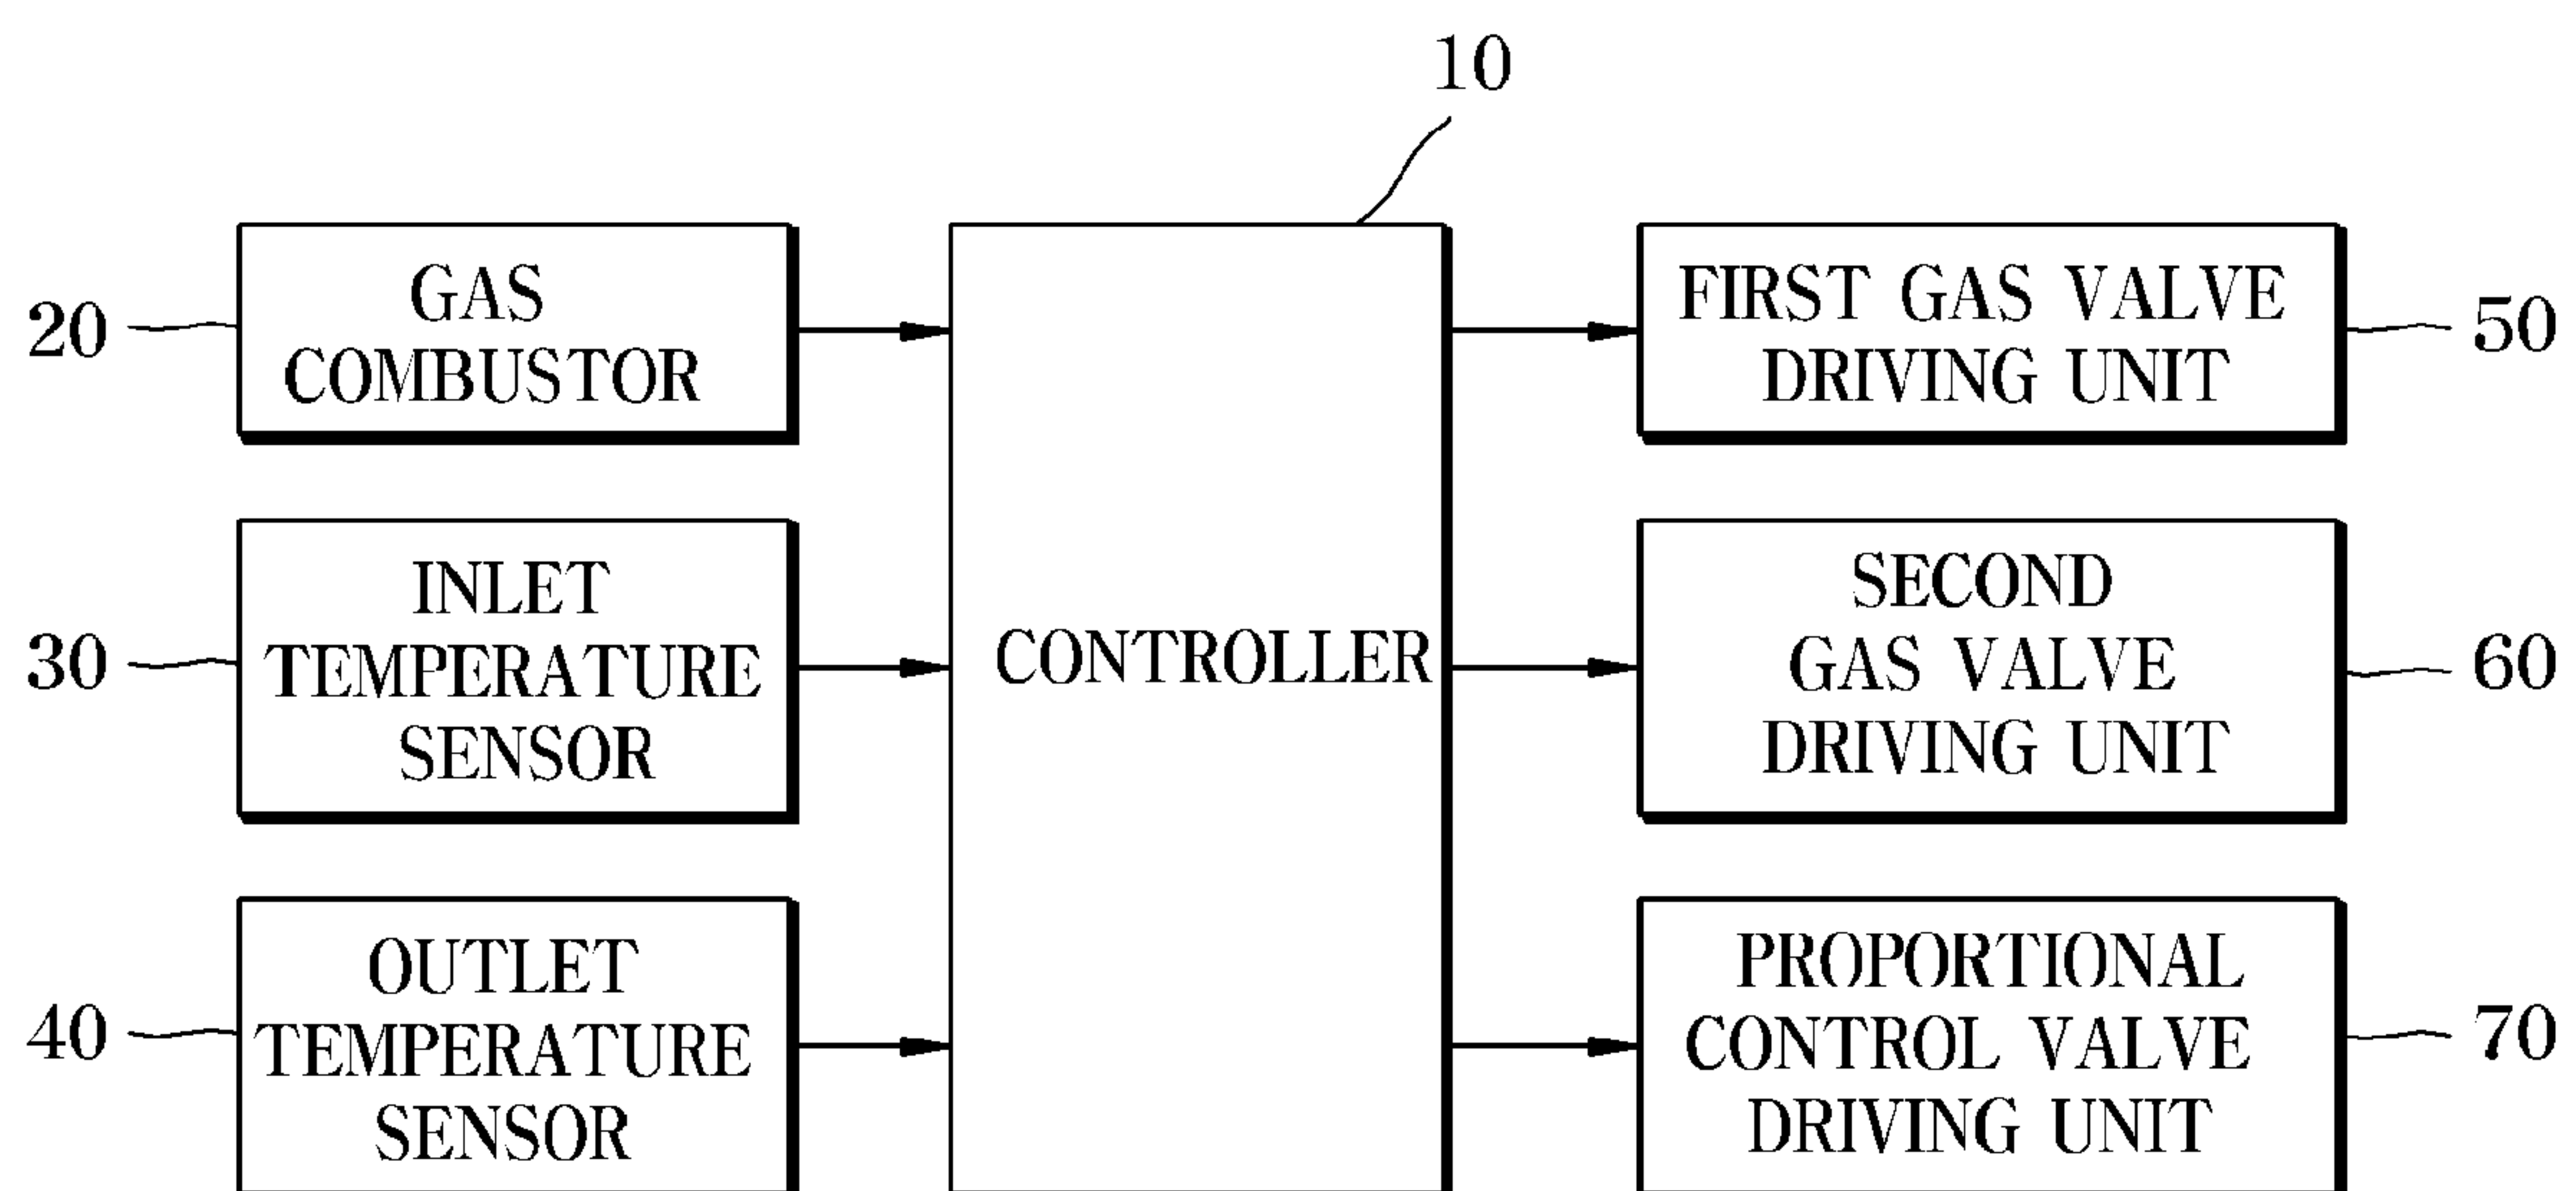 10
20
GAS
COMBUSTOR
30
INLET
TEMPERATURE
SENSOR
40
OUTLET
TEMPERATURE
SENSOR
CONTROLLER
FIRST GAS VALVE
DRIVING UNIT
50
SECOND
GAS VALVE
DRIVING UNIT
60
PROPORTIONAL
CONTROL VALVE
DRIVING UNIT
70